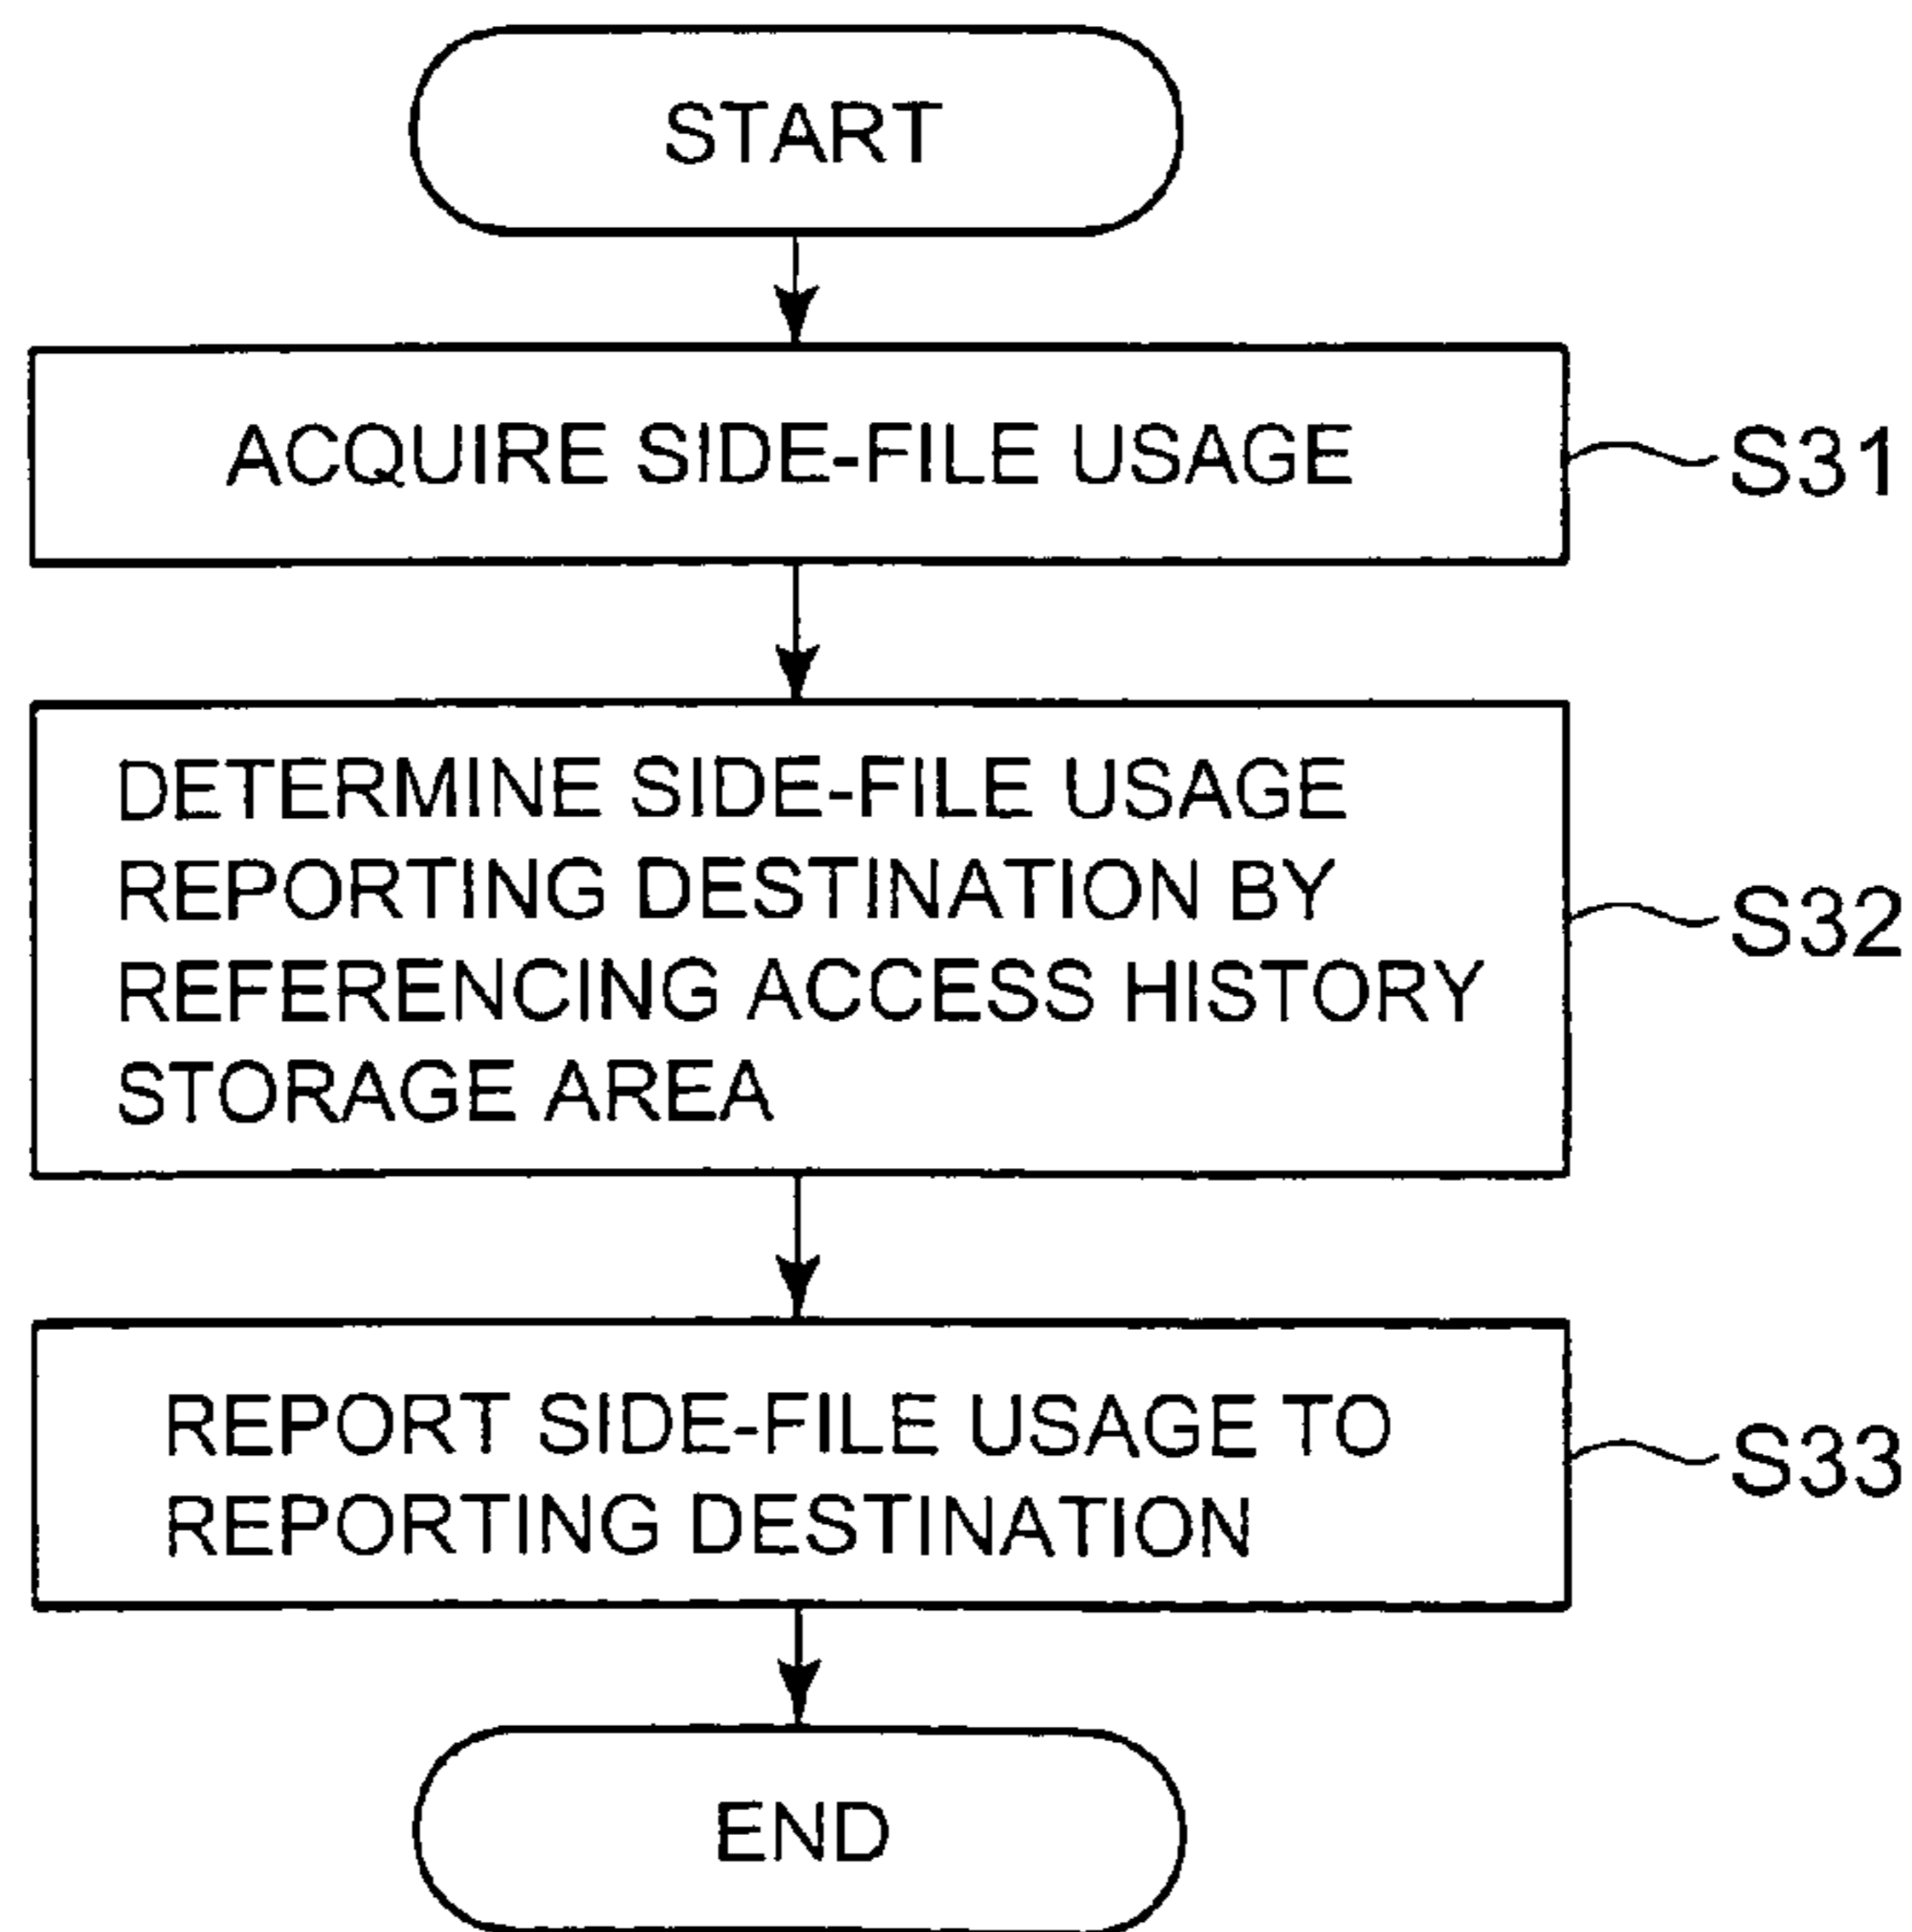 START
ACQUIRE SIDE-FILE USAGE
S31
DETERMINE SIDE-FILE USAGE
REPORTING DESTINATION BY
REFERENCING ACCESS HISTORY
STORAGE AREA
S32
REPORT SIDE-FILE USAGE TO
REPORTING DESTINATION
S33
END